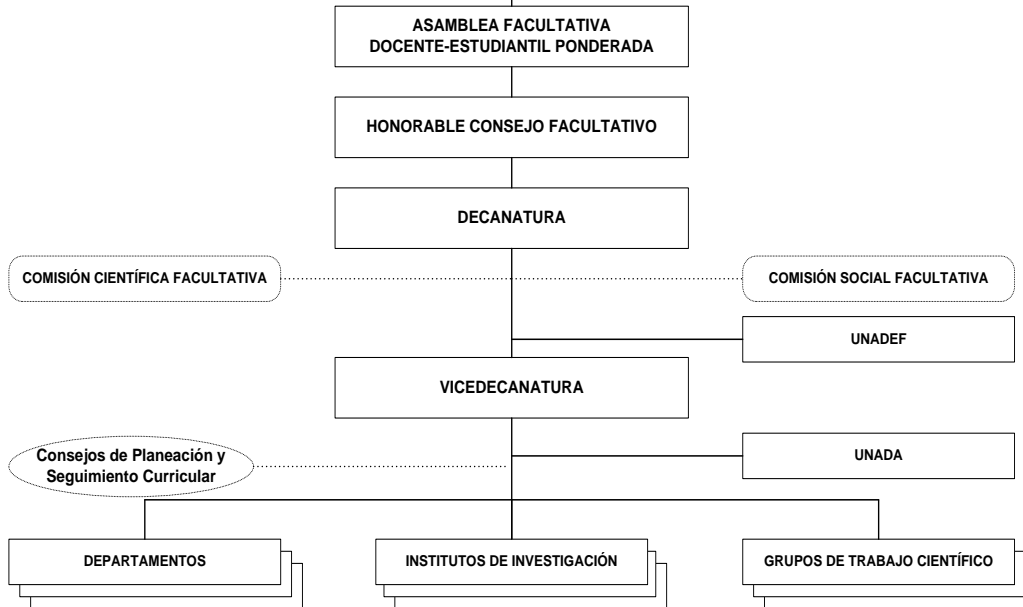 ASAMBLEA FACULTATIVA
DOCENTE-ESTUDIANTIL PONDERADA
HONORABLE CONSEJO FACULTATIVO
DECANATURA
COMISIÓN CIENTÍFICA FACULTATIVA
COMISIÓN SOCIAL FACULTATIVA
UNADEF
VICEDECANATURA
Consejos de Planeación y
Seguimiento Curricular
UNADA
DEPARTAMENTOS
INSTITUTOS DE INVESTIGACIÓN
GRUPOS DE TRABAJO CIENTÍFICO